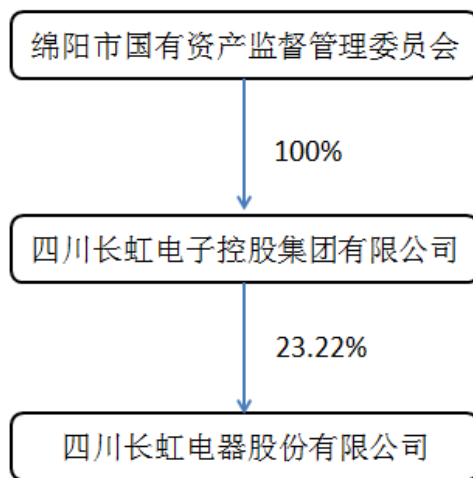 绵阳市国有资产监督管理委员会
100%
四川长虹电子控股集团有限公司
23.22%
四川长虹电器股份有限公司